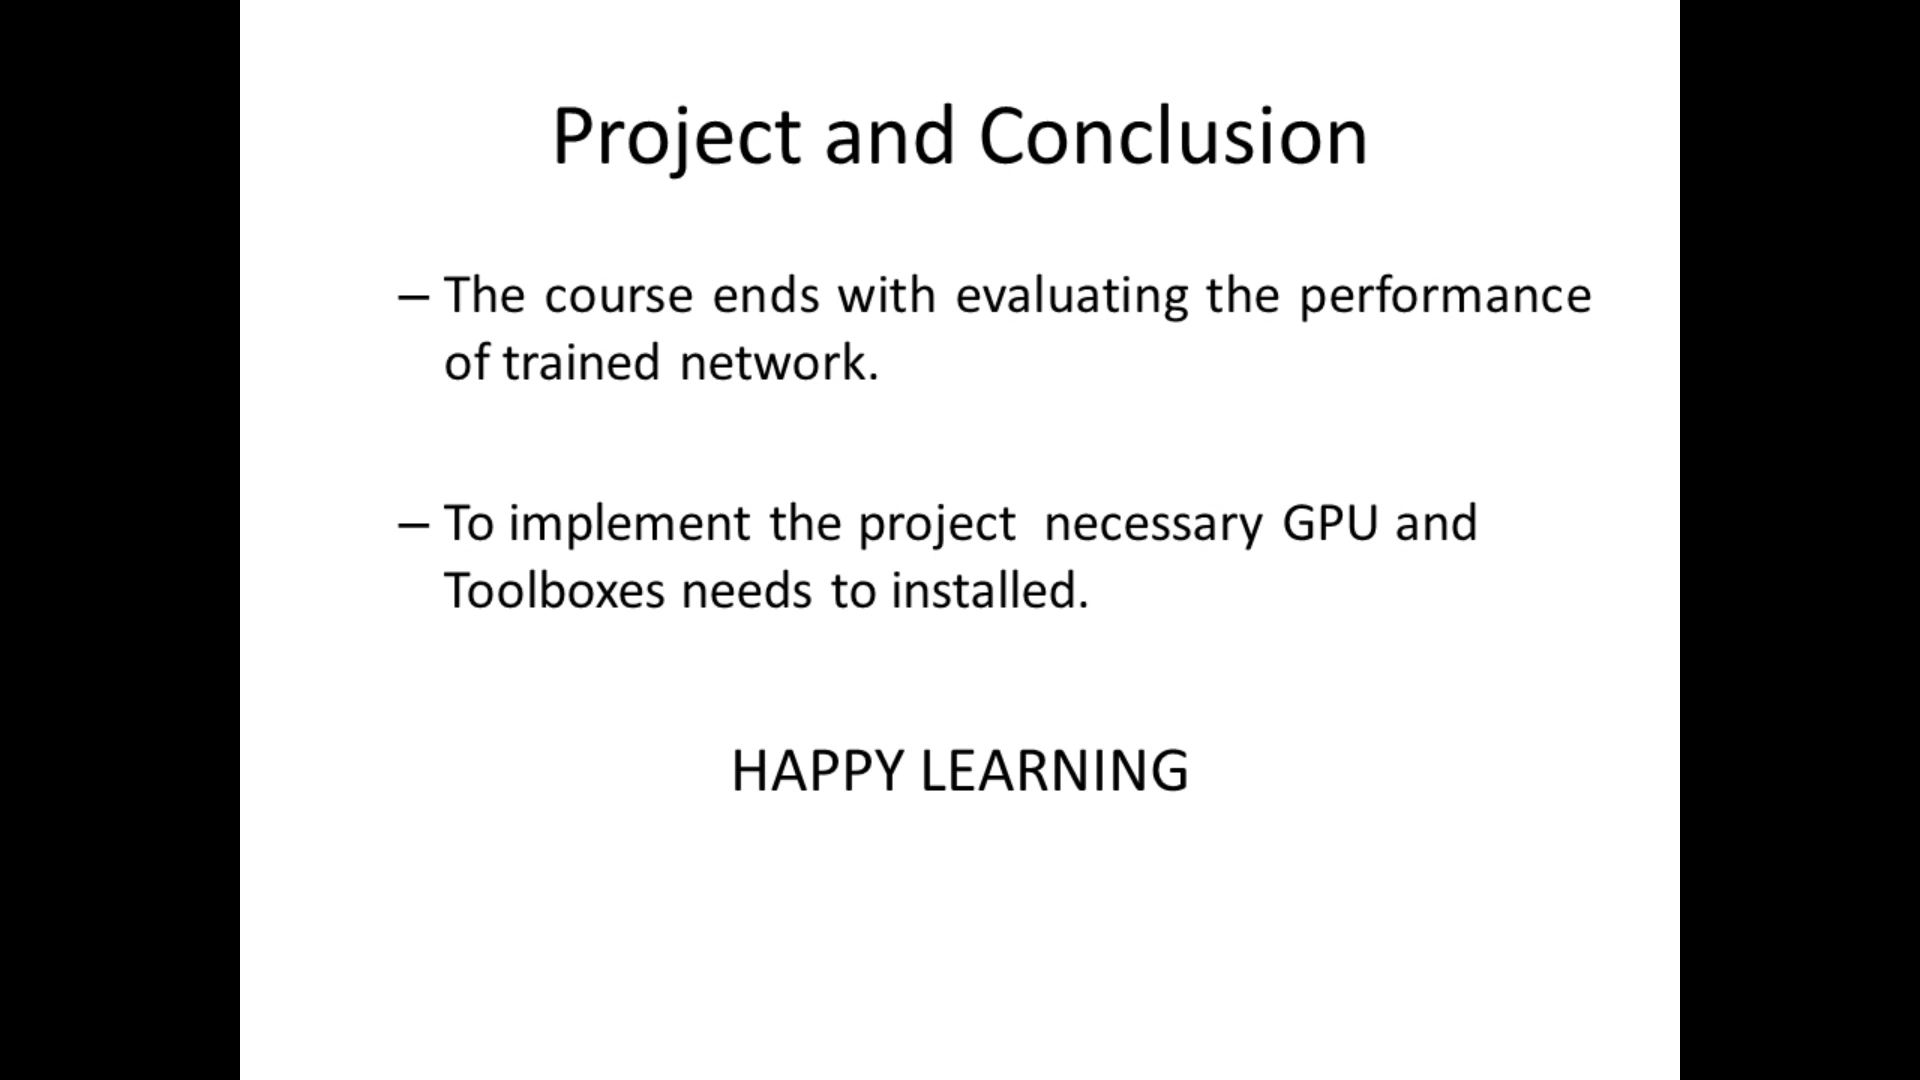 Project and Conclusion
– The course ends with evaluating the performance
of trained network.
– To implement the project necessary GPU and
Toolboxes needs to installed.
HAPPY LEARNING